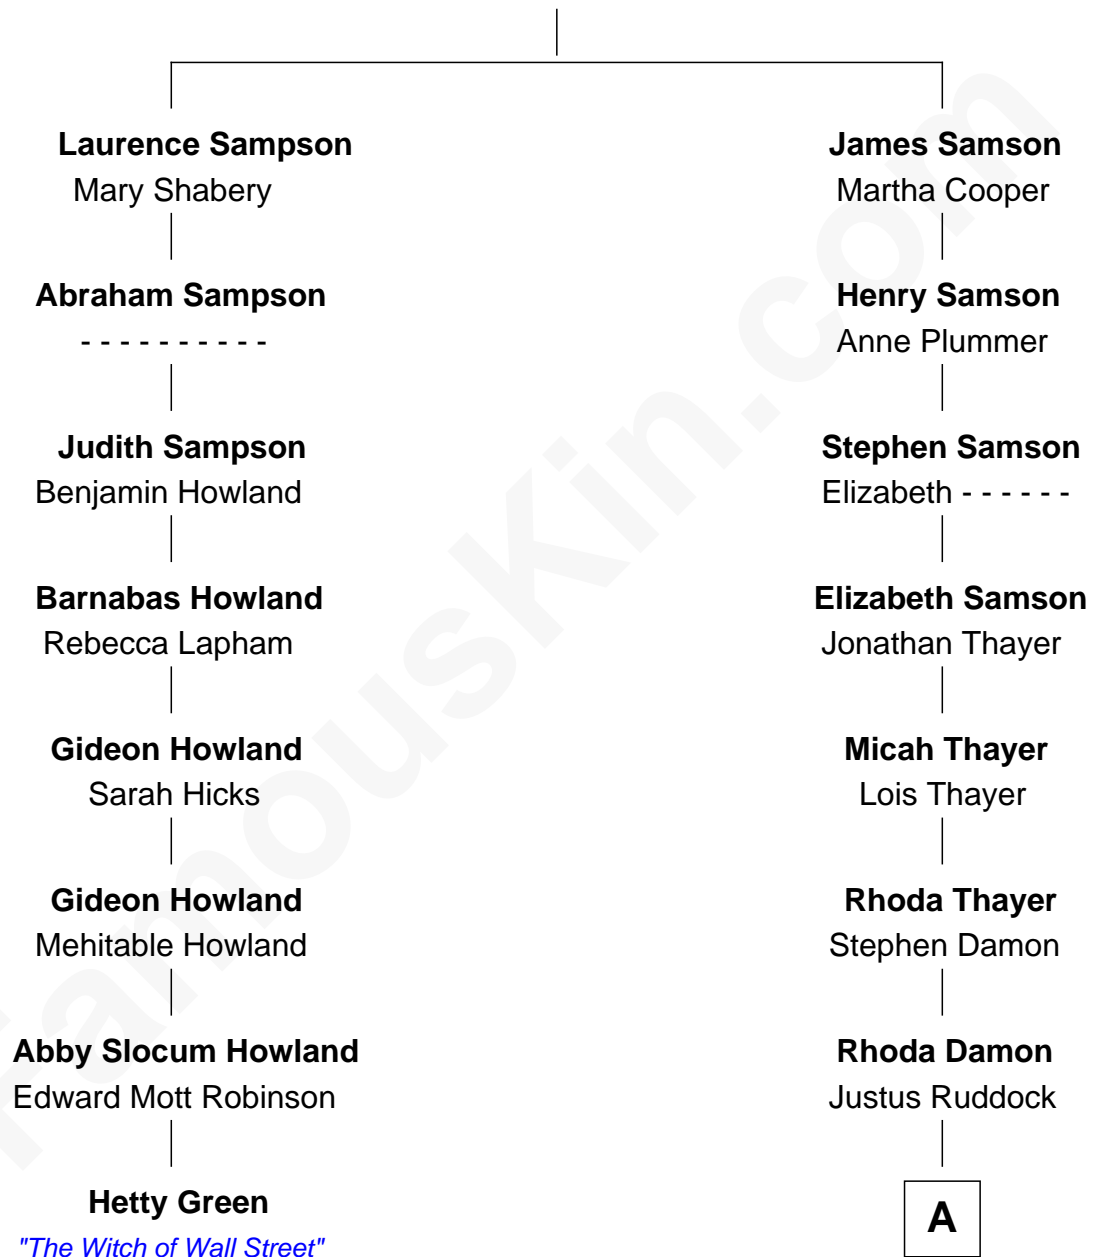 Laurence Sampson
Mary Shabery
Abraham Sampson
- - - - - - - - - -
Judith Sampson
Benjamin Howland
Barnabas Howland
Rebecca Lapham
Gideon Howland
Sarah Hicks
Gideon Howland
Mehitable Howland
Abby Slocum Howland
Edward Mott Robinson
Hetty Green
"The Witch of Wall Street"
James Samson
Martha Cooper
Henry Samson
Anne Plummer
Stephen Samson
Elizabeth - - - - - -
Elizabeth Samson
Jonathan Thayer
Micah Thayer
Lois Thayer
Rhoda Thayer
Stephen Damon
Rhoda Damon
Justus Ruddock
A
FamousKin.com